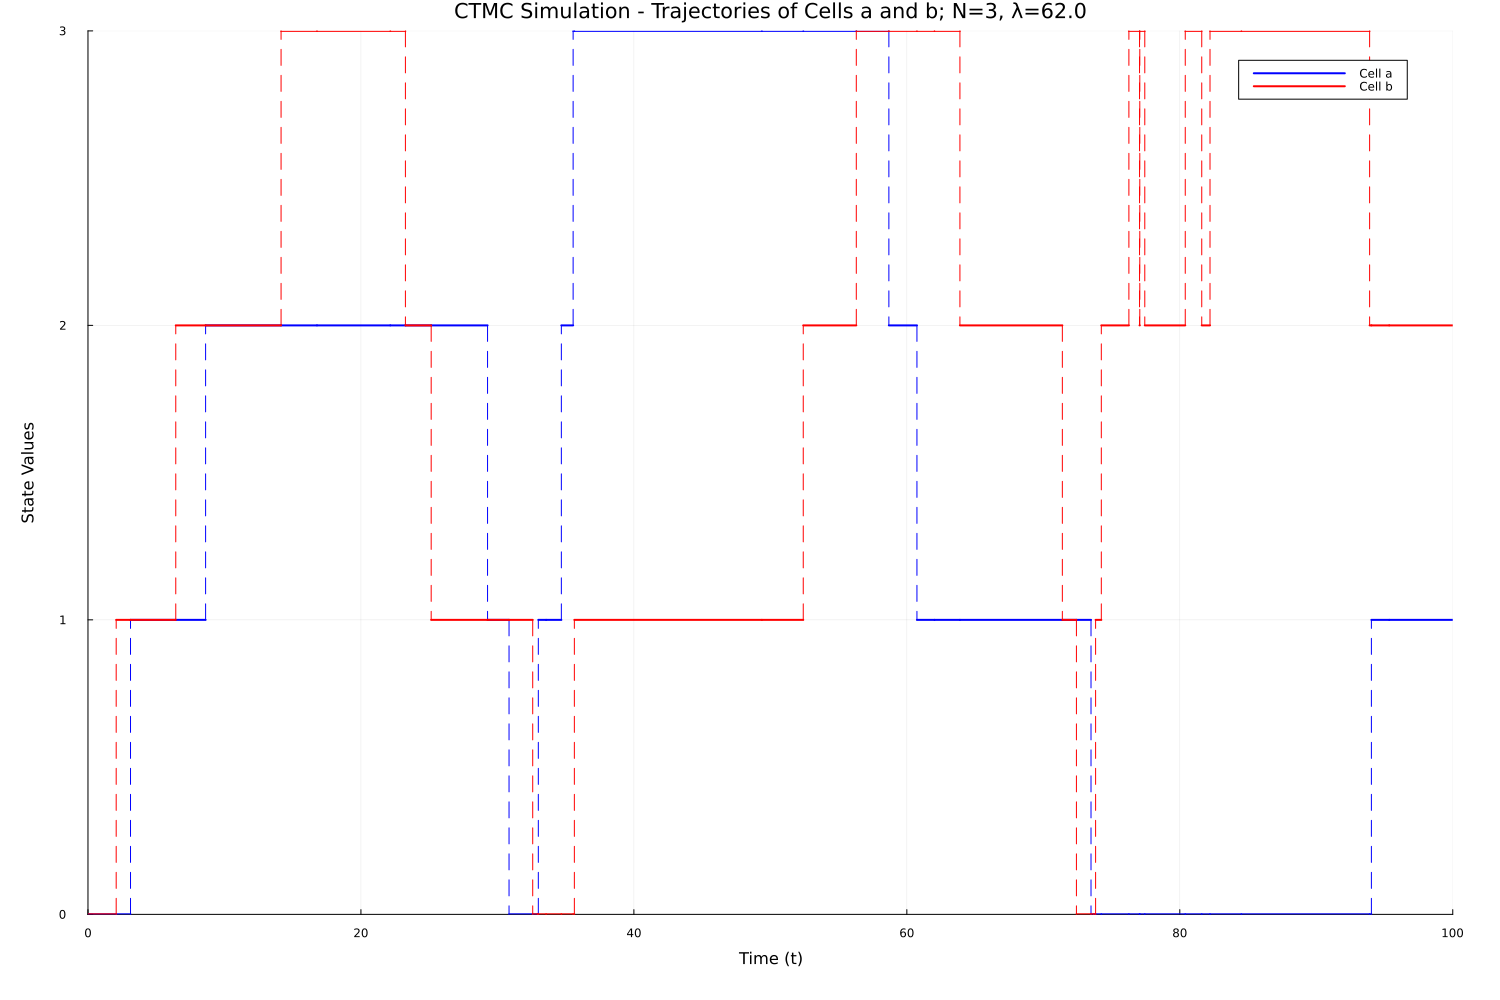 CTMC Simulation - Trajectories of Cells a and b; N=3, λ=62.0
3
Cell a
Cell b
2
State Values
1
0
0 20 40 60 80 100
Time (t)